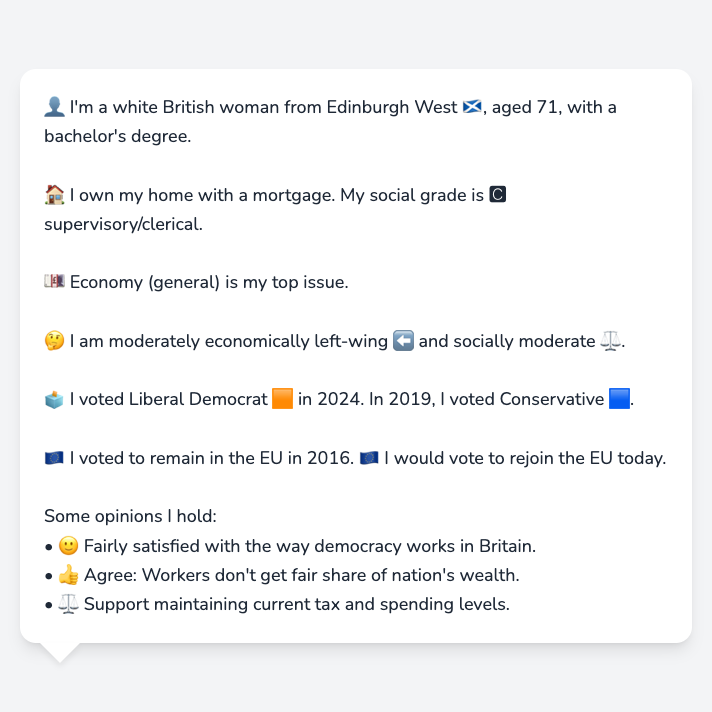 👤 I'm a white British woman from Edinburgh West 🏴󠁧󠁢󠁳󠁣󠁴󠁿, aged 71, with a
bachelor's degree.
🏠 I own my home with a mortgage. My social grade is C
supervisory/clerical.
💷 Economy (general) is my top issue.
🤔 I am moderately economically left-wing ⬅️ and socially moderate ⚖️.
🗳️ I voted Liberal Democrat 🟧 in 2024. In 2019, I voted Conservative 🟦.
🇪🇺 I voted to remain in the EU in 2016. 🇪🇺 I would vote to rejoin the EU today.
Some opinions I hold:
• 🙂 Fairly satisfied with the way democracy works in Britain.
• 👍 Agree: Workers don't get fair share of nation's wealth.
• ⚖️ Support maintaining current tax and spending levels.